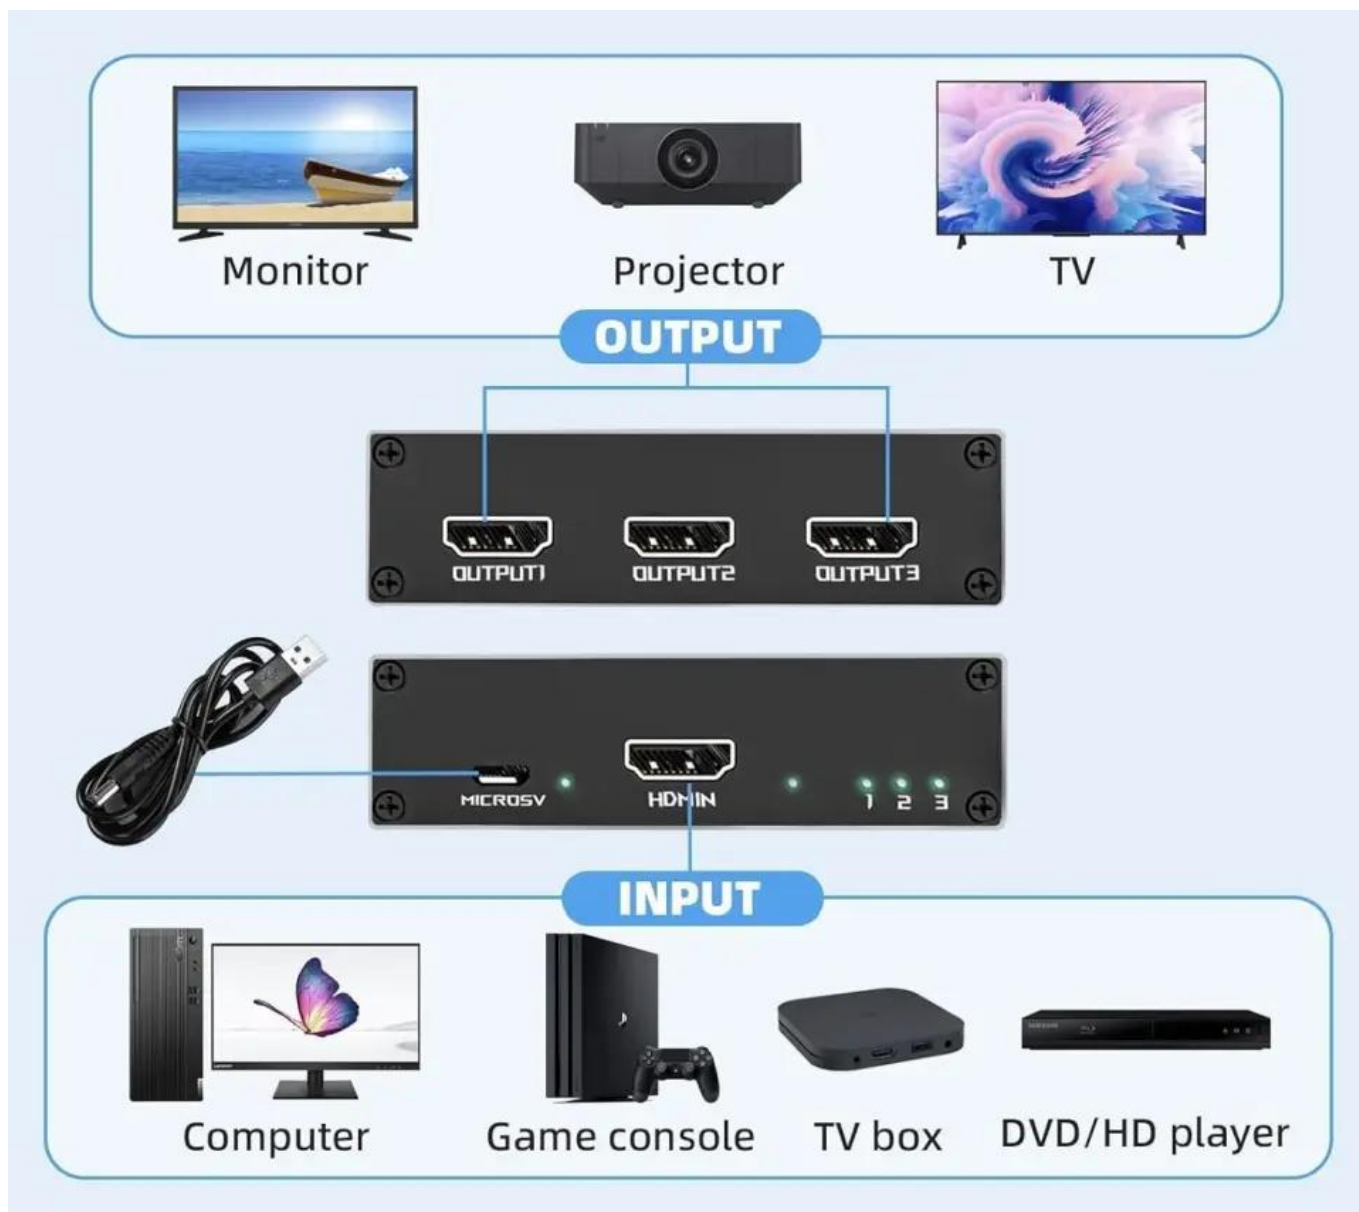 Monitor
Projector
TV
OUTPUT
OUTPUT1
OUTPUT2
OUTPUT3
MICRO5V
HDMIN
1 2 3
INPUT
Computer
Game console
TV box
DVD/HD player